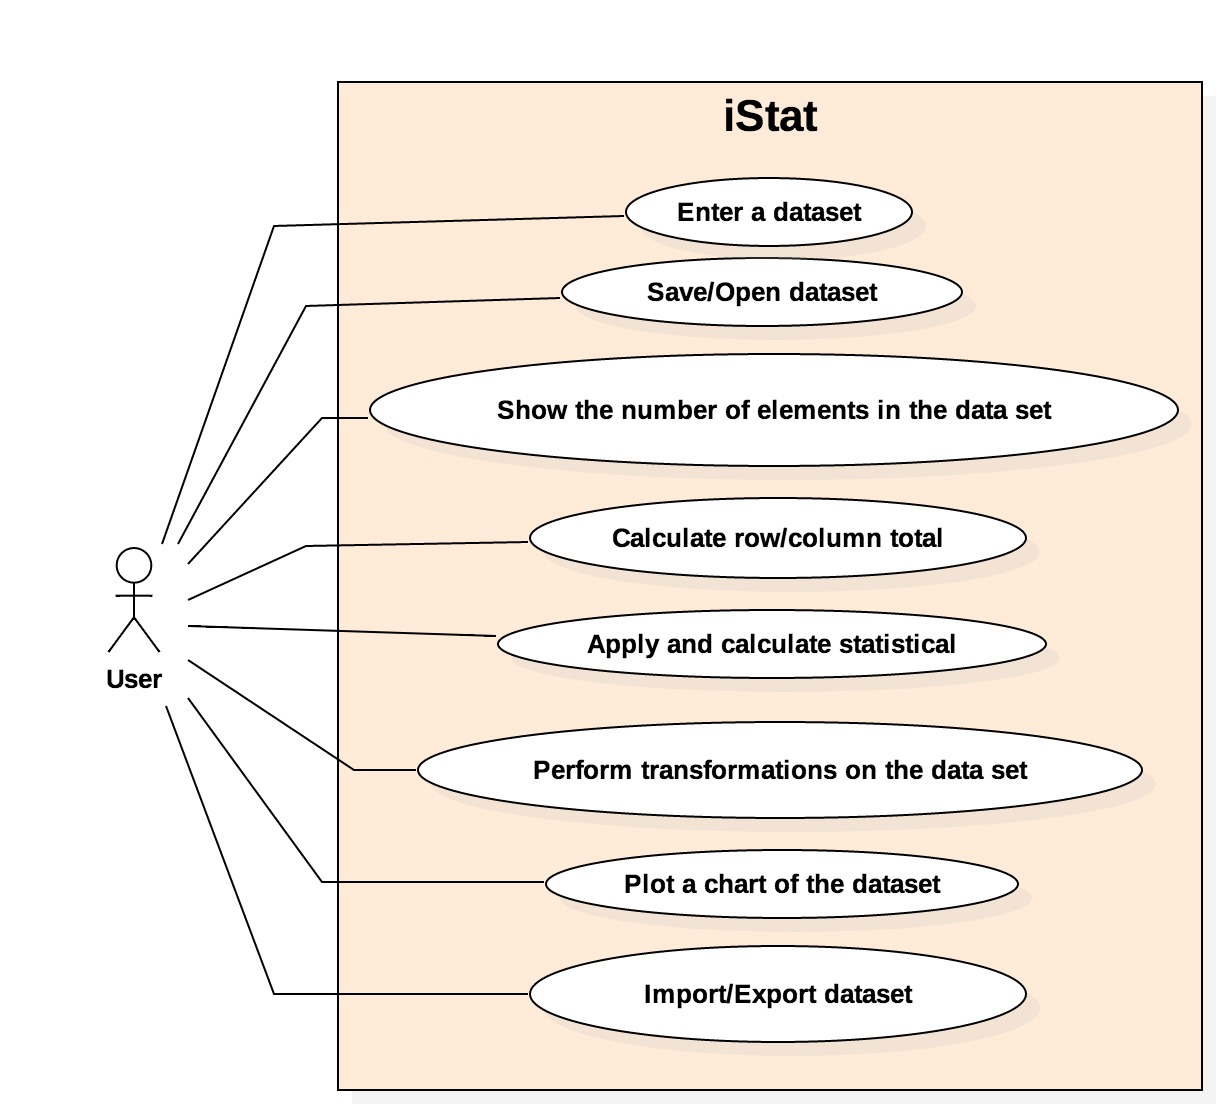 iStat
Enter a dataset
Save/Open dataset
Show the number of elements in the data set
Calculate row/column total
Apply and calculate statistical
User
Perform transformations on the data set
Plot a chart of the dataset
Import/Export dataset